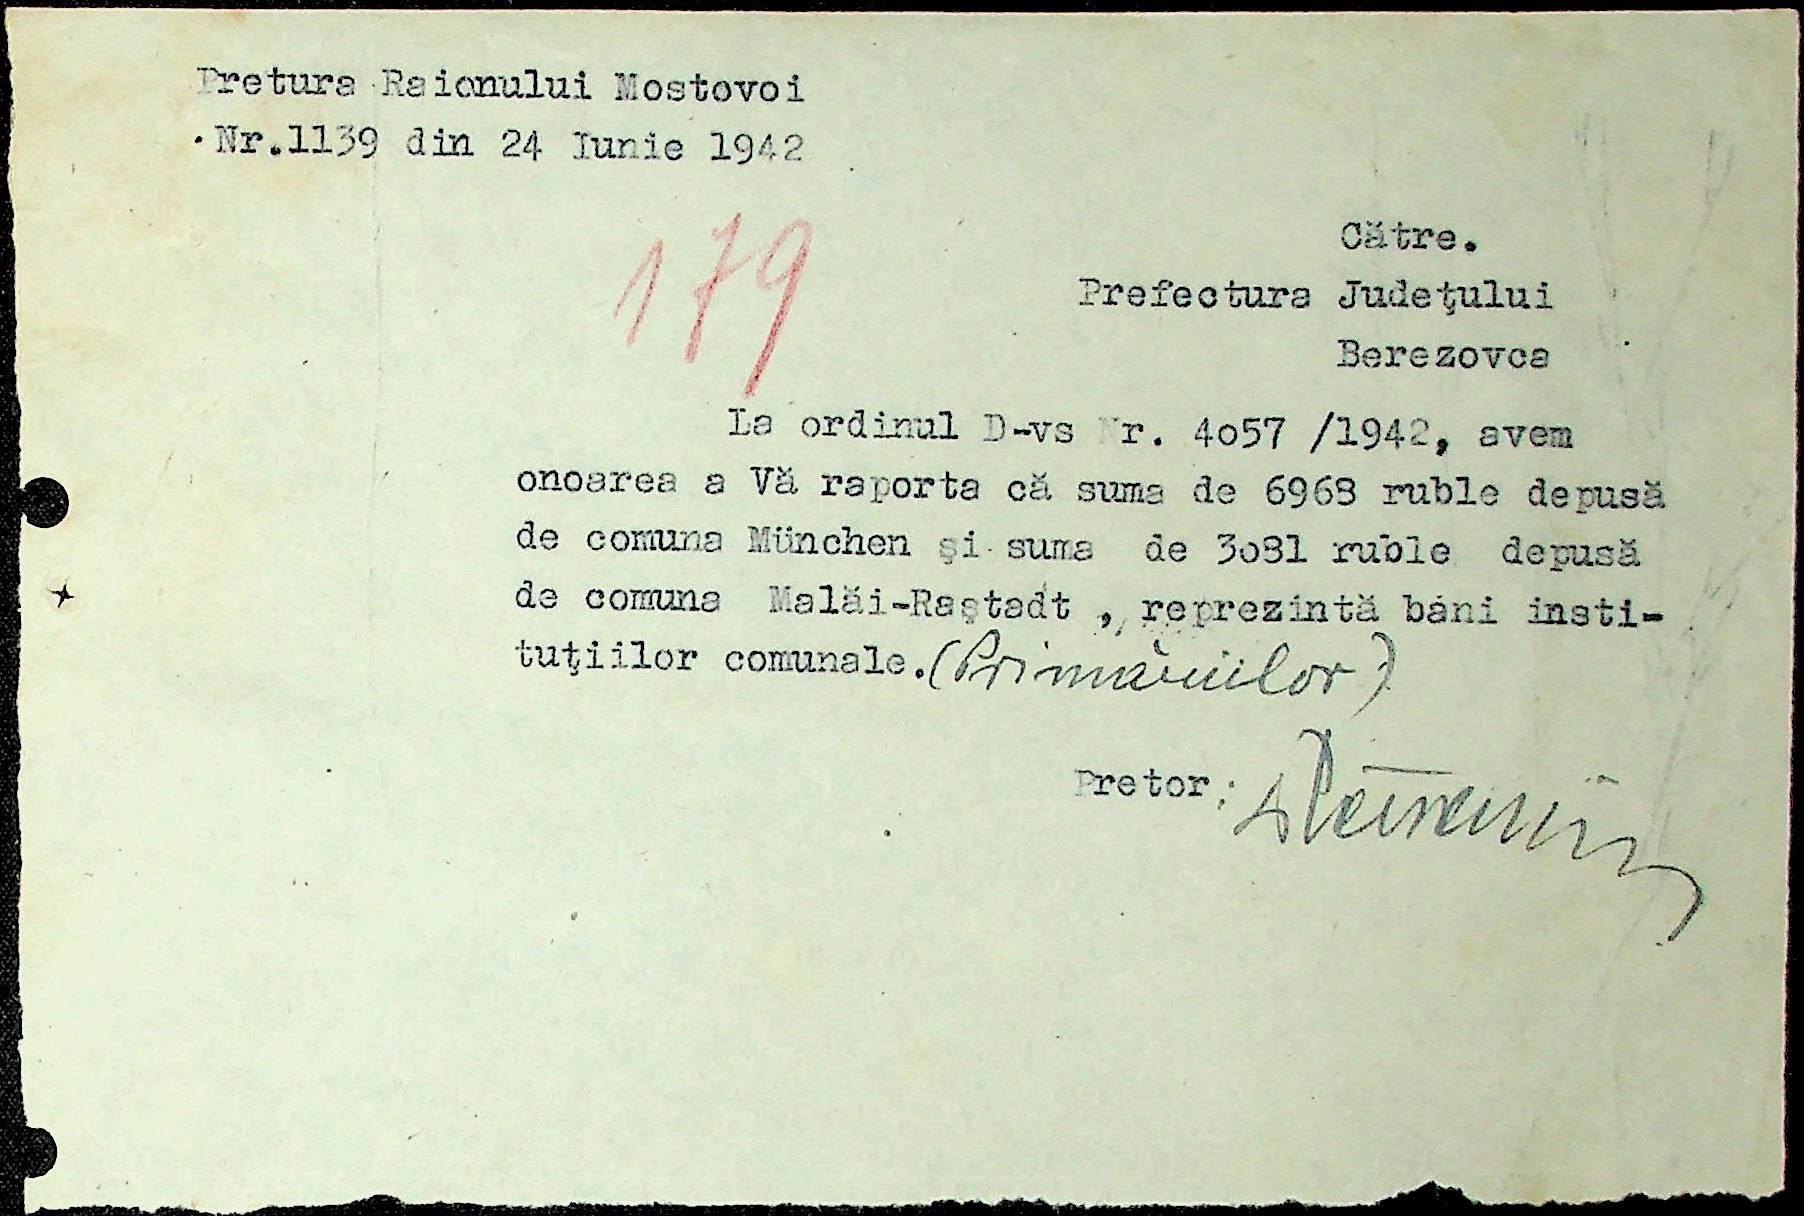 Pretura Raionului Mostovoi
Nr.1139 din 24 Iunie 1942
179
Către.
Prefectura Judeţului
Berezovca
La ordinul D-vs Nr. 4o57 /1942, avem
onoarea a Vă raporta că suma de 6968 ruble depusă
de comuna München şi suma de 3o81 ruble depusă
de comuna Malăi-Raştadt , reprezintă bani insti-
tuţiilor comunale.(Primăriilor)
Pretor: